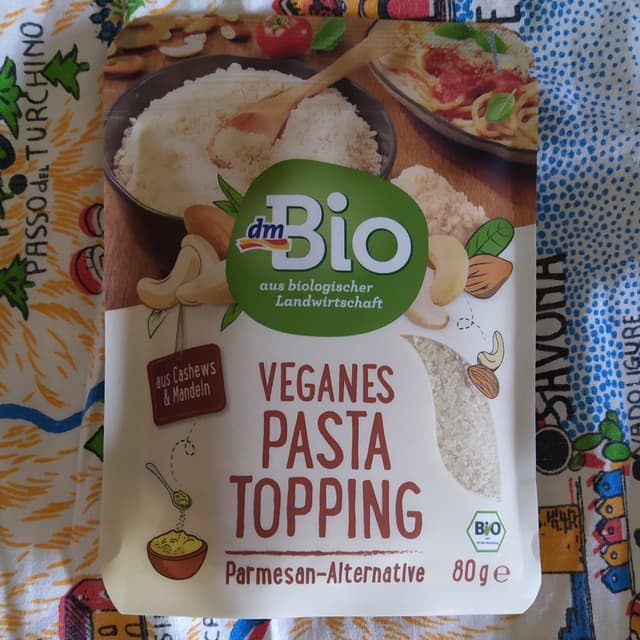 PASSO del TURCHINO
dm
Bio
aus biologischer
Landwirtschaft
aus Cashews
& Mandeln
VEGANES
PASTA
TOPPING
Parmesan-Alternative
80g e
BIO
SAVONA